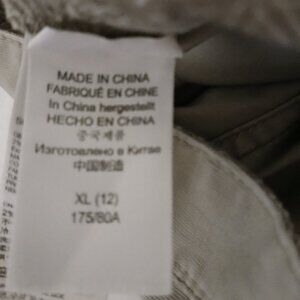 MADE IN CHINA
FABRIQUÉ EN CHINE
In China hergestellt
HECHO EN CHINA
중국제품
Изготовлено в Китае
中国制造
XL (12)
175/80A